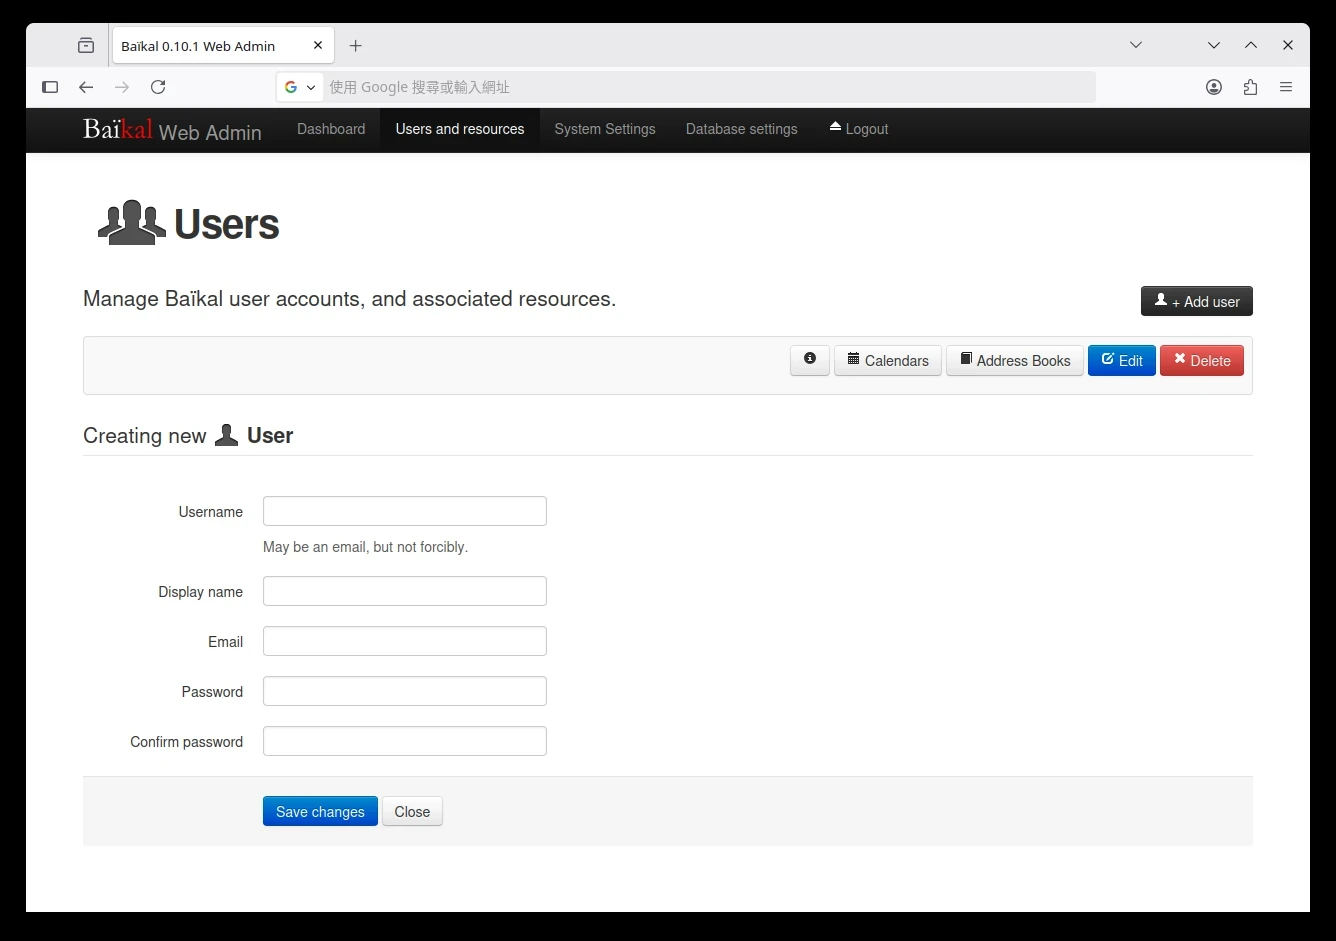 Baïkal 0.10.1 Web Admin
使用 Google 搜尋或輸入網址
Baïkal Web Admin Dashboard Users and resources System Settings Database settings Logout
Users
Manage Baïkal user accounts, and associated resources.
+ Add user
Calendars Address Books Edit Delete
Creating new User
Username
May be an email, but not forcibly.
Display name
Email
Password
Confirm password
Save changes Close